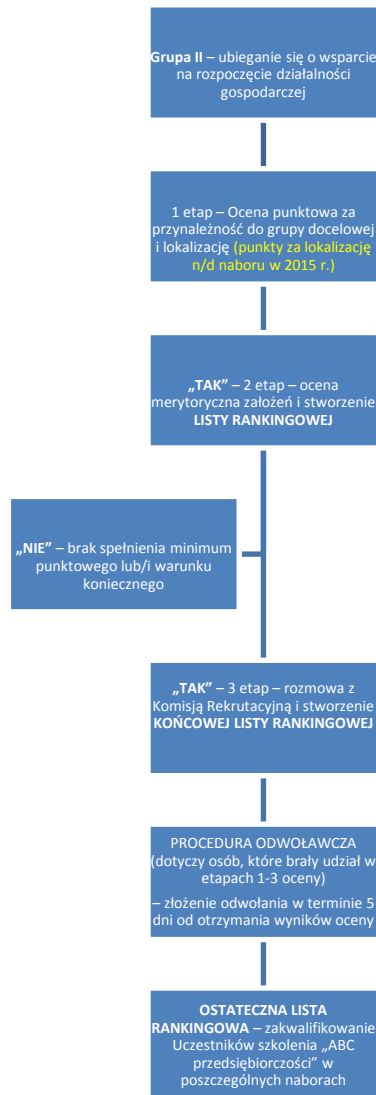 Grupa II – ubieganie się o wsparcie
na rozpoczęcie działalności
gospodarczej
1 etap – Ocena punktowa za
przynależność do grupy docelowej
i lokalizację (punkty za lokalizację
n/d naboru w 2015 r.)
„TAK” – 2 etap – ocena
merytoryczna założeń i stworzenie
LISTY RANKINGOWEJ
„NIE” – brak spełnienia minimum
punktowego lub/i warunku
koniecznego
„TAK” – 3 etap – rozmowa z
Komisją Rekrutacyjną i stworzenie
KOŃCOWEJ LISTY RANKINGOWEJ
PROCEDURA ODWOŁAWCZA
(dotyczy osób, które brały udział w
etapach 1-3 oceny)
– złożenie odwołania w terminie 5
dni od otrzymania wyników oceny
OSTATECZNA LISTA
RANKINGOWA – zakwalifikowanie
Uczestników szkolenia „ABC
przedsiębiorczości” w
poszczególnych naborach